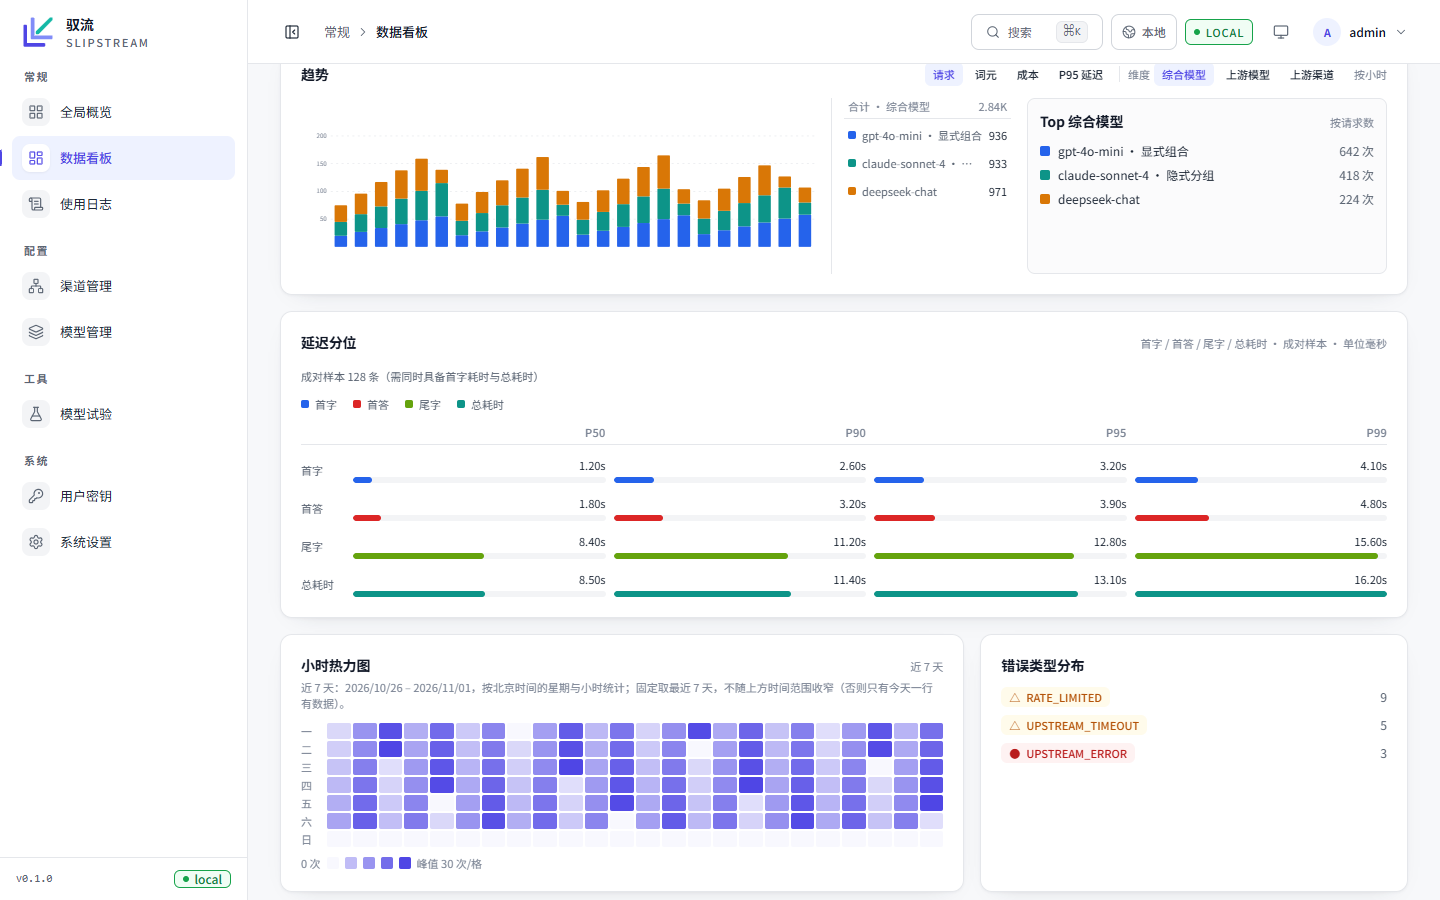 驭流
SLIPSTREAM
常规
全局概览
数据看板
使用日志
配置
渠道管理
模型管理
工具
模型试验
系统
用户密钥
系统设置
v0.1.0
local
常规 > 数据看板
搜索 ⌘K
本地
LOCAL
A admin
趋势
请求 词元 成本 P95 延迟 维度 综合模型 上游模型 上游渠道 按小时
200
150
100
50
合计 • 综合模型 2.84K
gpt-4o-mini • 显式组合 936
claude-sonnet-4 • ··· 933
deepseek-chat 971
Top 综合模型 按请求数
gpt-4o-mini • 显式组合 642 次
claude-sonnet-4 • 隐式分组 418 次
deepseek-chat 224 次
延迟分位
首字 / 首答 / 尾字 / 总耗时 • 成对样本 • 单位毫秒
成对样本 128 条（需同时具备首字耗时与总耗时）
首字 首答 尾字 总耗时
P50 P90 P95 P99
首字 1.20s 2.60s 3.20s 4.10s
首答 1.80s 3.20s 3.90s 4.80s
尾字 8.40s 11.20s 12.80s 15.60s
总耗时 8.50s 11.40s 13.10s 16.20s
小时热力图 近 7 天
近 7 天：2026/10/26 – 2026/11/01，按北京时间的星期与小时统计；固定取最近 7 天，不随上方时间范围收窄（否则只有今天一行
有数据）。
一
二
三
四
五
六
日
0 次 峰值 30 次/格
错误类型分布
RATE_LIMITED 9
UPSTREAM_TIMEOUT 5
UPSTREAM_ERROR 3